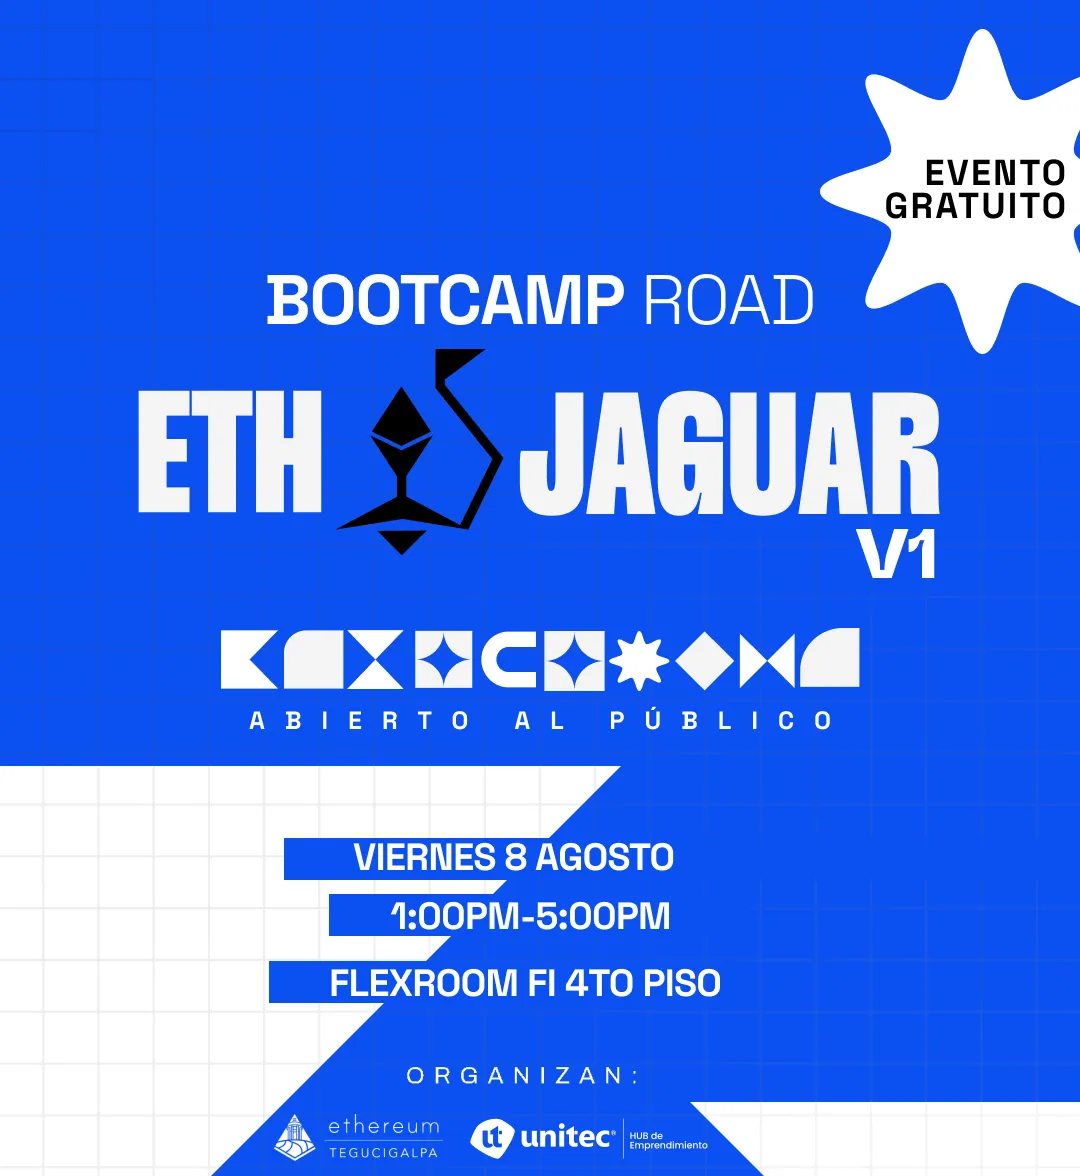 EVENTO
GRATUITO
BOOTCAMP ROAD
ETH JAGUAR
V1
ABIERTO AL PÚBLICO
VIERNES 8 AGOSTO
1:00PM-5:00PM
FLEXROOM FI 4TO PISO
ORGANIZAN:
ethereum
TEGUCIGALPA
ut unitec®
HUB de
Emprendimiento